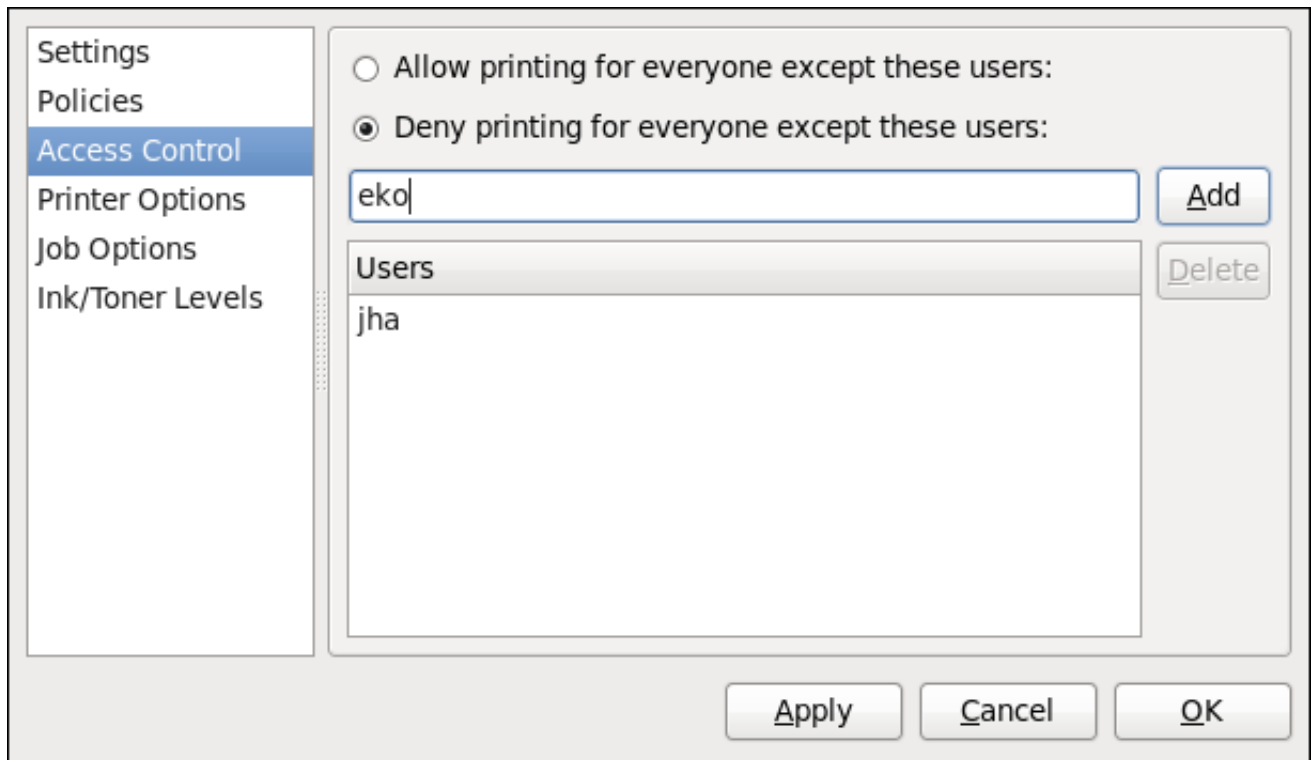 Settings
Policies
Access Control
Printer Options
Job Options
Ink/Toner Levels
Allow printing for everyone except these users:
Deny printing for everyone except these users:
eko
Add
Users
Delete
jha
Apply
Cancel
OK